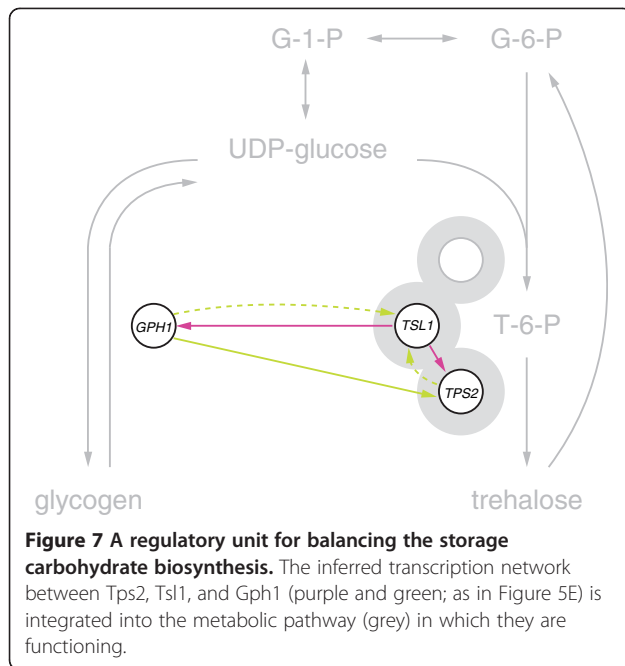 G-1-P G-6-P
UDP-glucose
GPH1 TSL1 T-6-P
TPS2
glycogen trehalose
Figure 7 A regulatory unit for balancing the storage
carbohydrate biosynthesis. The inferred transcription network
between Tps2, Tsl1, and Gph1 (purple and green; as in Figure 5E) is
integrated into the metabolic pathway (grey) in which they are
functioning.